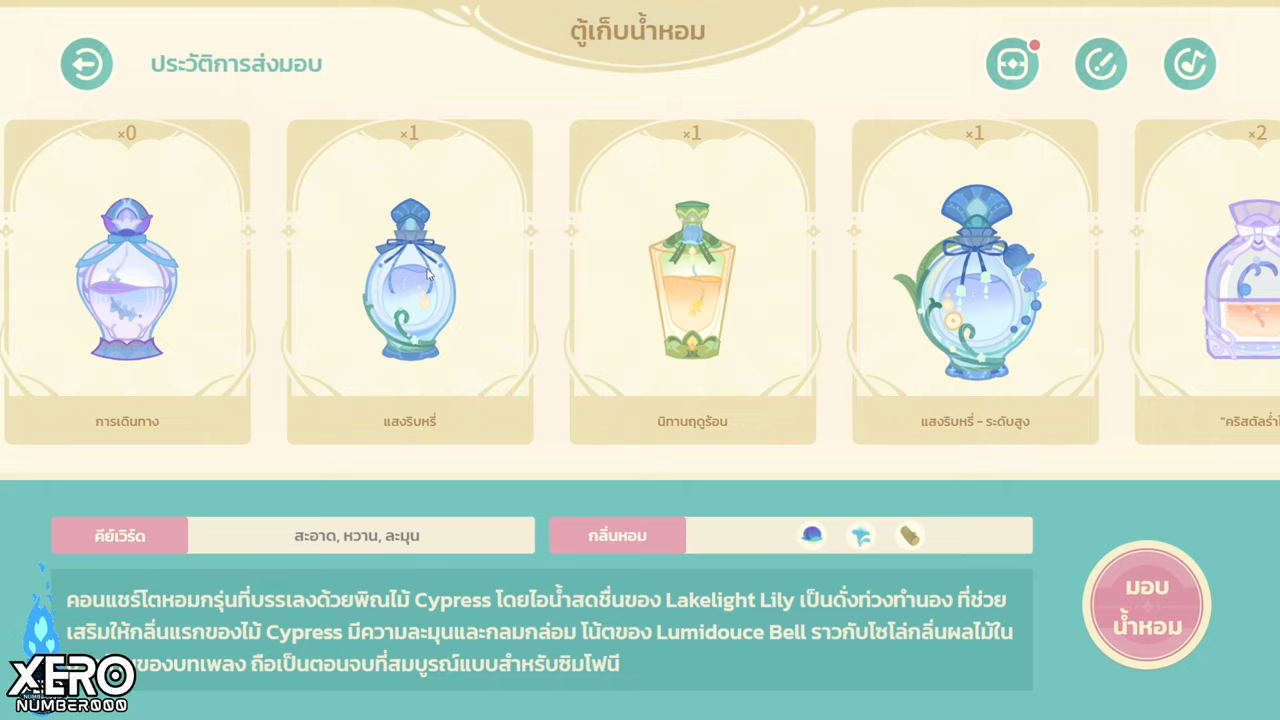 ตู้เก็บน้ำหอม
ประวัติการส่งมอบ
×0
×1
×1
×1
×2
การเดินทาง
แสงริบหรี่
นิทานฤดูร้อน
แสงริบหรี่ - ระดับสูง
"คริสตัลร่ำ
คีย์เวิร์ด
สะอาด, หวาน, ละมุน
กลิ่นหอม
คอนแชร์โตหอมกรุ่นที่บรรเลงด้วยพิณไม้ Cypress โดยไอน้ำสดชื่นของ Lakelight Lily เป็นดั่งท่วงทำนอง ที่ช่วย
เสริมให้กลิ่นแรกของไม้ Cypress มีความละมุนและกลมกล่อม โน้ตของ Lumidouce Bell ราวกับโซโล่กลิ่นผลไม้ใน
ของบทเพลง ถือเป็นตอนจบที่สมบูรณ์แบบสำหรับซิมโฟนี
มอบ
น้ำหอม
XERO
NUMBER000